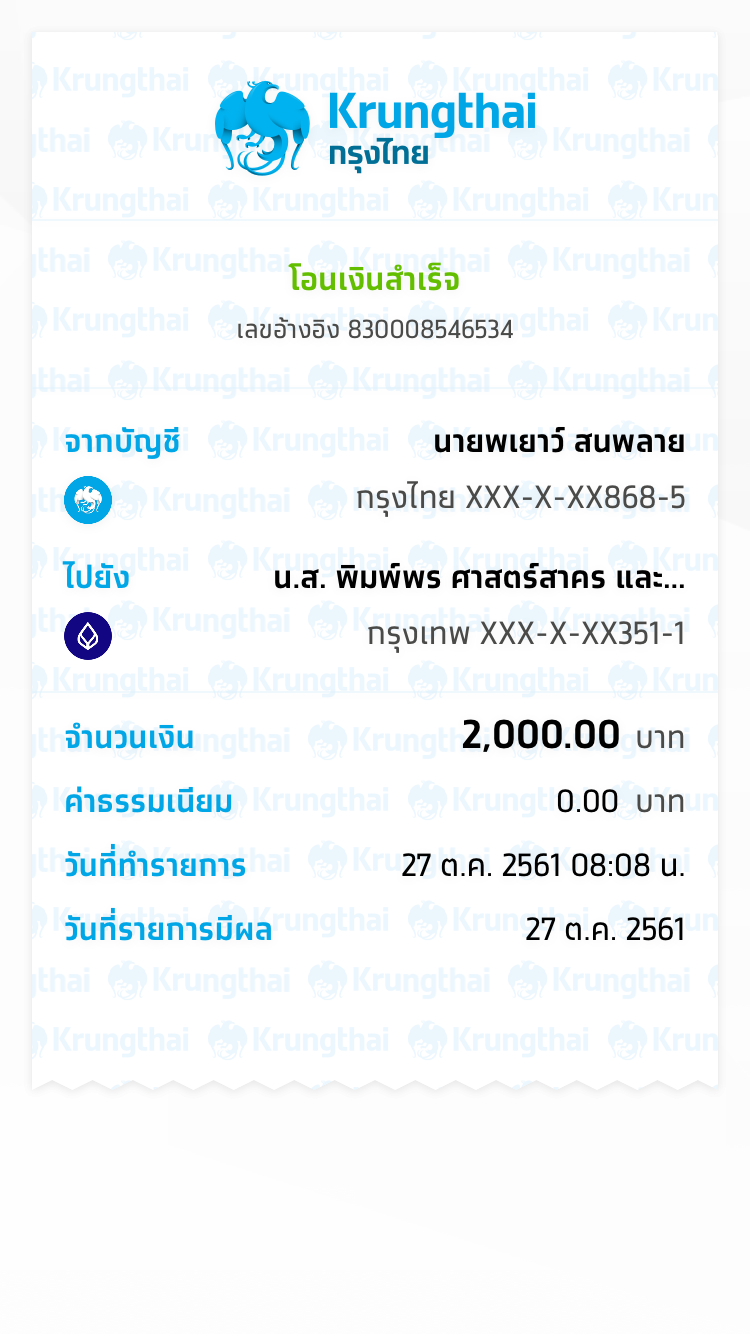 Krungthai
กรุงไทย
โอนเงินสำเร็จ
เลขอ้างอิง 830008546534
จากบัญชี นายพเยาว์ สนพลาย
กรุงไทย XXX-X-XX868-5
ไปยัง น.ส. พิมพ์พร ศาสตร์สาคร และ...
กรุงเทพ XXX-X-XX351-1
จำนวนเงิน 2,000.00 บาท
ค่าธรรมเนียม 0.00 บาท
วันที่ทำรายการ 27 ต.ค. 2561 08:08 น.
วันที่รายการมีผล 27 ต.ค. 2561